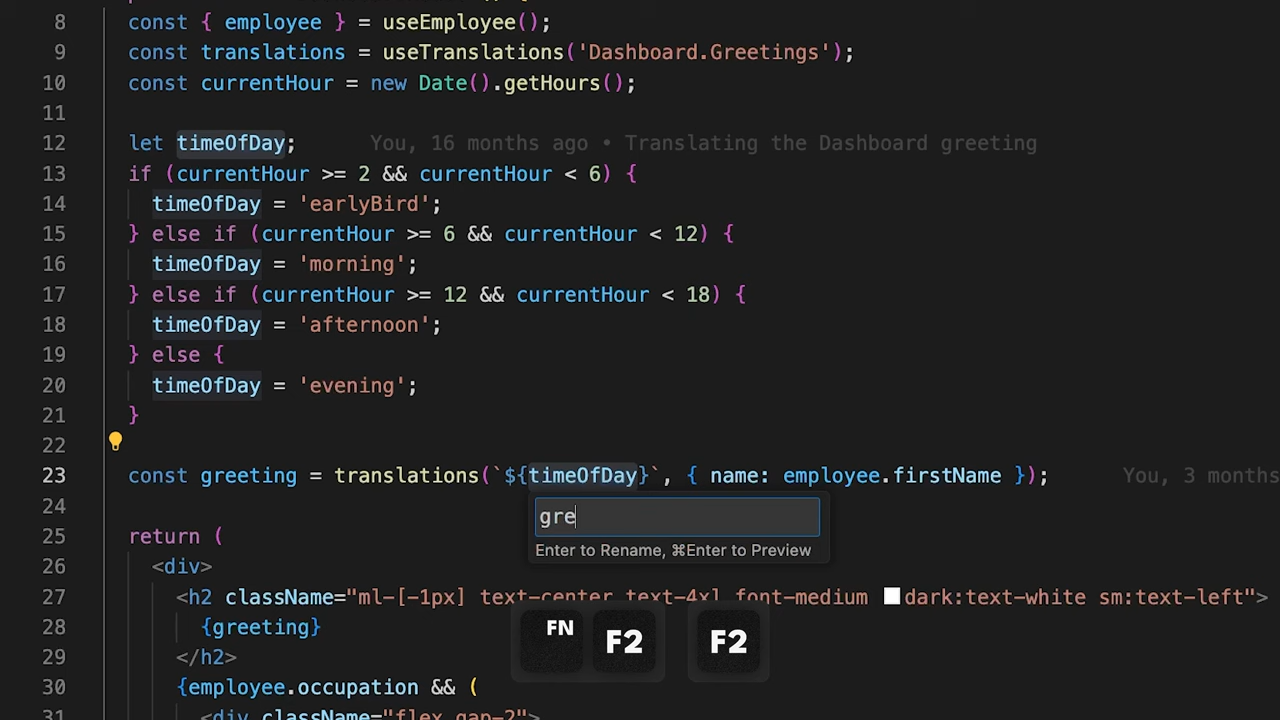 8 const { employee } = useEmployee();
9 const translations = useTranslations('Dashboard.Greetings');
10 const currentHour = new Date().getHours();
11
12 let timeOfDay; You, 16 months ago • Translating the Dashboard greeting
13 if (currentHour >= 2 && currentHour < 6) {
14 timeOfDay = 'earlyBird';
15 } else if (currentHour >= 6 && currentHour < 12) {
16 timeOfDay = 'morning';
17 } else if (currentHour >= 12 && currentHour < 18) {
18 timeOfDay = 'afternoon';
19 } else {
20 timeOfDay = 'evening';
21 }
22
23 const greeting = translations(`${timeOfDay}`, { name: employee.firstName }); You, 3 months
24
gre
Enter to Rename, ⌘Enter to Preview
25 return (
26 <div>
27 <h2 className="ml-[-1px] text-center text-4xl font-medium dark:text-white sm:text-left">
28 {greeting}
FN F2 F2
29 </h2>
30 {employee.occupation && (
31 <div className="flex gap-2">